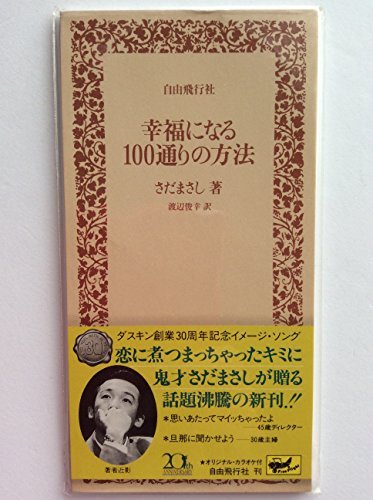 自由飛行社
幸福になる
100通りの方法
さだまさし 著
渡辺俊幸 訳
ダスキン創業30周年記念イメージ・ソング
恋に煮つまっちゃったキミに
鬼才さだまさしが贈る
話題沸騰の新刊!!
*思いあたってマイッちゃったよ
——45歳ディレクター
*旦那に聞かせよう——30歳主婦
著者近影
20th
ANNIVERSARY
★オリジナル・カラオケ付
自由飛行社 刊